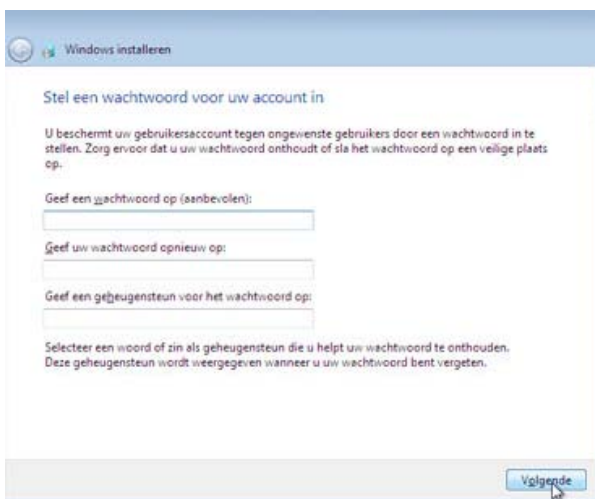 Windows installeren
Stel een wachtwoord voor uw account in
U beschermt uw gebruikersaccount tegen ongewenste gebruikers door een wachtwoord in te
stellen. Zorg ervoor dat u uw wachtwoord onthoudt of sla het wachtwoord op een veilige plaats
op.
Geef een wachtwoord op (aanbevolen):
Geef uw wachtwoord opnieuw op:
Geef een geheugensteun voor het wachtwoord op:
Selecteer een woord of zin als geheugensteun die u helpt uw wachtwoord te onthouden.
Deze geheugensteun wordt weergegeven wanneer u uw wachtwoord bent vergeten.
Volgende